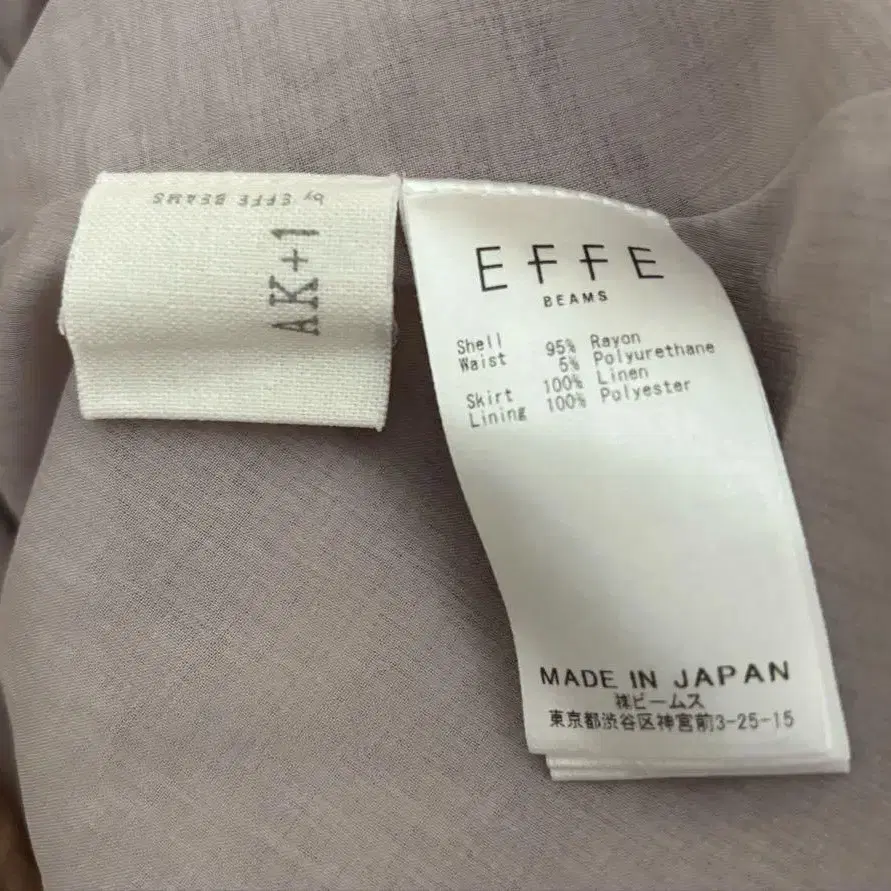 by EFFE BEAMS
AK+1
EFFE
BEAMS
Shell 95% Rayon
Waist 5% Polyurethane
Skirt 100% Linen
Lining 100% Polyester
MADE IN JAPAN
㈱ビームス
東京都渋谷区神宮前3-25-15